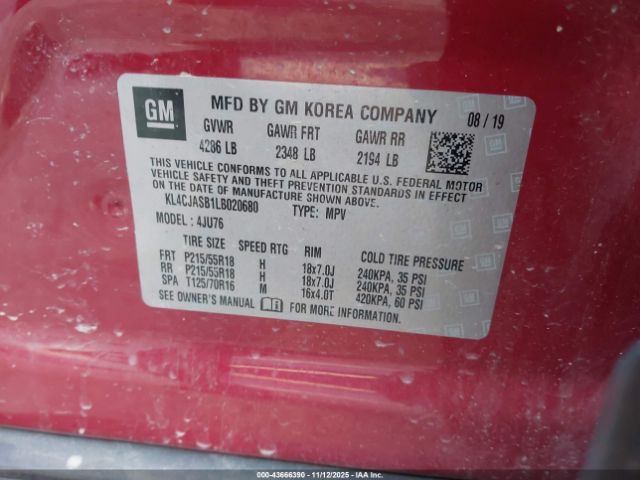 GM MFD BY GM KOREA COMPANY 08 / 19
GVWR GAWR FRT GAWR RR
4286 LB 2348 LB 2194 LB
THIS VEHICLE CONFORMS TO ALL APPLICABLE U.S. FEDERAL MOTOR
VEHICLE SAFETY AND THEFT PREVENTION STANDARDS IN EFFECT
ON THE DATE OF MANUFACTURE SHOWN ABOVE.
KL4CJASB1LB020680 TYPE: MPV
MODEL : 4JU76
TIRE SIZE SPEED RTG RIM COLD TIRE PRESSURE
FRT P215/55R18 H 18x7.0J 240KPA, 35 PSI
RR P215/55R18 H 18x7.0J 240KPA, 35 PSI
SPA T125/70R16 M 16x4.0T 420KPA, 60 PSI
SEE OWNER'S MANUAL FOR MORE INFORMATION.
000-43666390 - 11/12/2025 - IAAI.COM